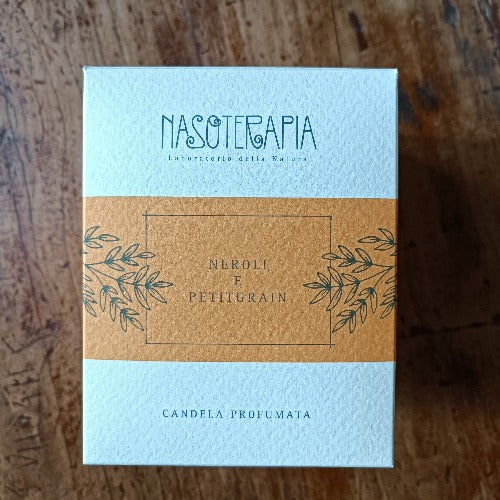 NASOTERAPIA
Laboratorio della Natura
NEROLI
E
PETITGRAIN
CANDELA PROFUMATA